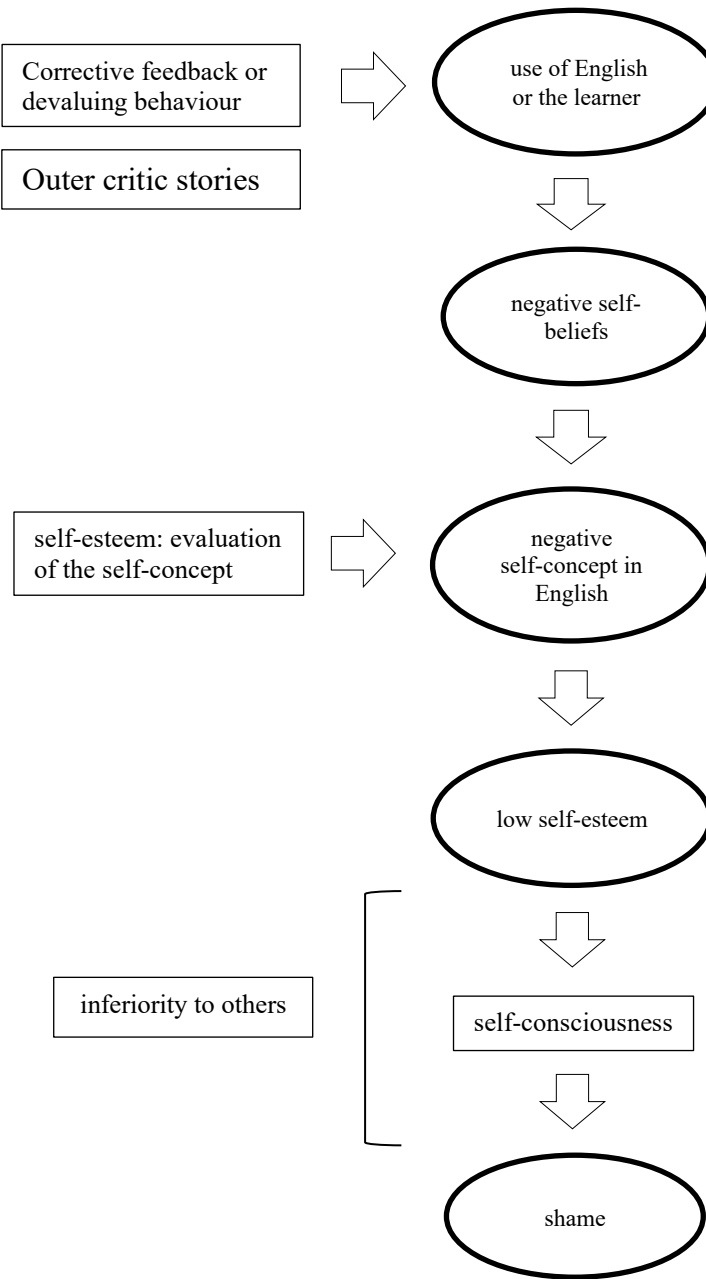 Corrective feedback or
devaluing behaviour
use of English
or the learner
Outer critic stories
negative self-
beliefs
self-esteem: evaluation
of the self-concept
negative
self-concept in
English
low self-esteem
inferiority to others
self-consciousness
shame